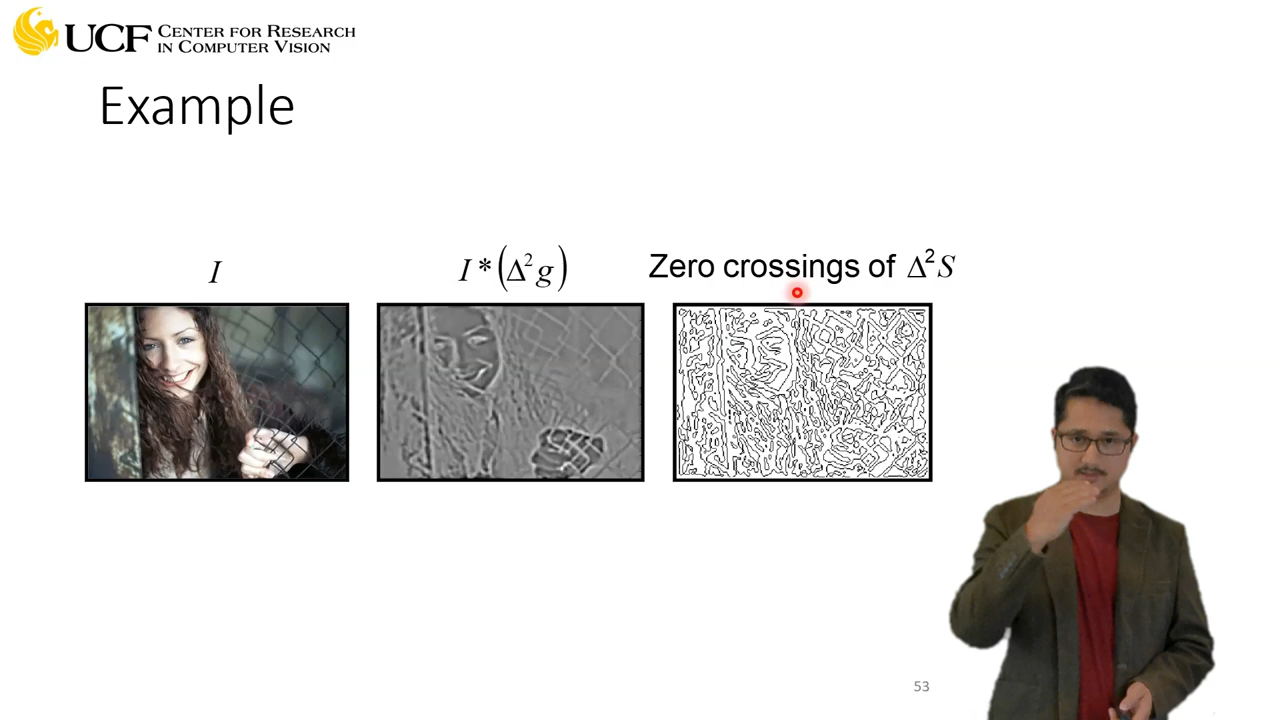 UCF CENTER FOR RESEARCH
IN COMPUTER VISION
Example
I
I * (Δ²g)
Zero crossings of Δ²S
53